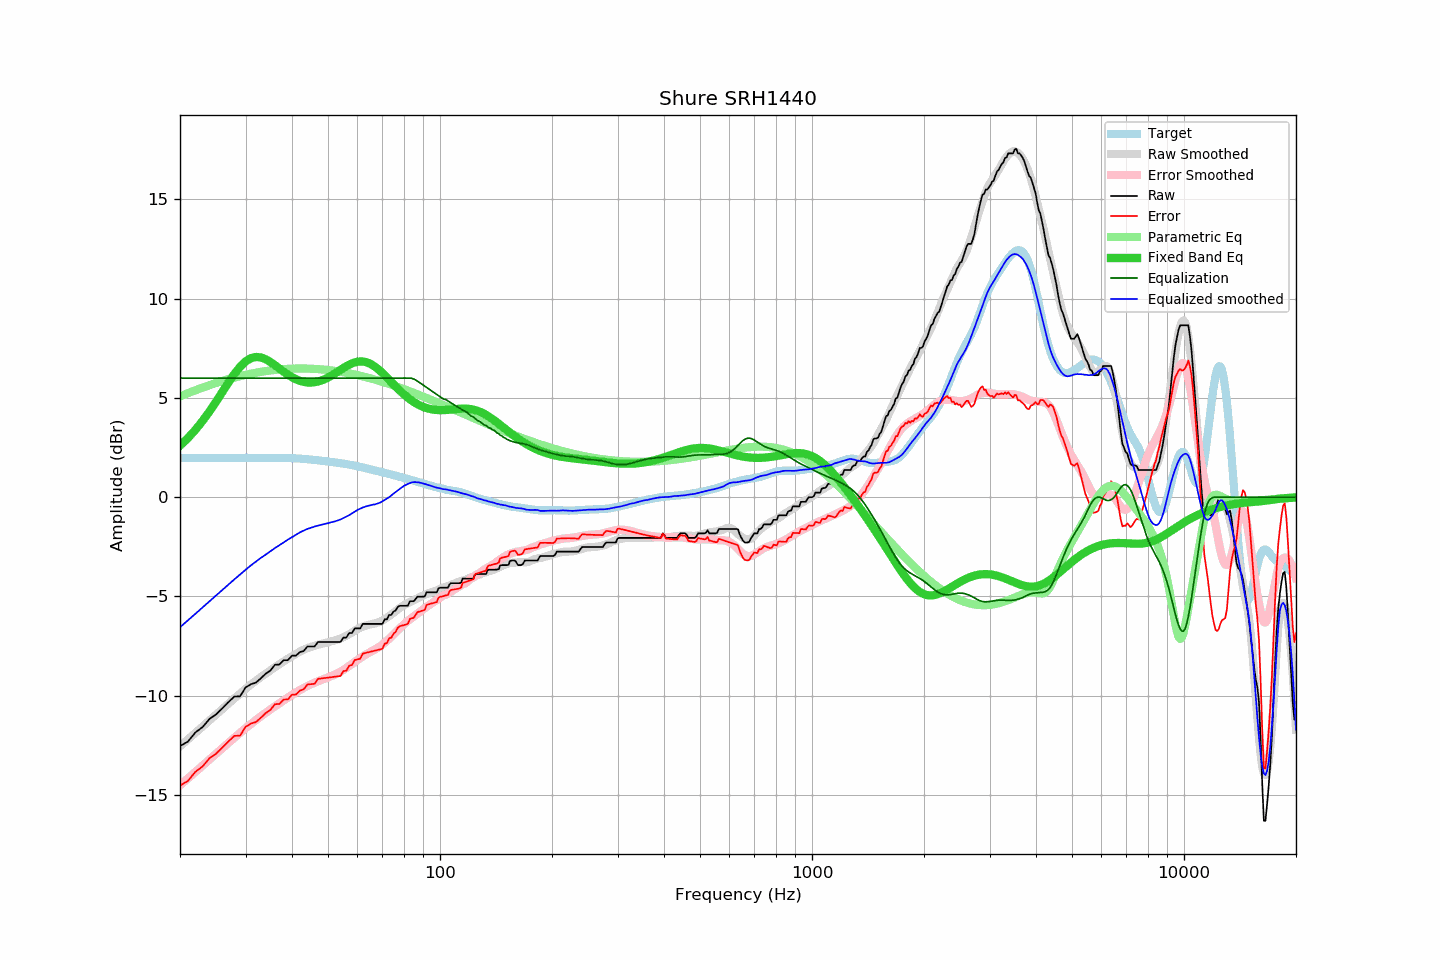 Shure SRH1440
Target
Raw Smoothed
Error Smoothed
Raw
Error
Parametric Eq
Fixed Band Eq
Equalization
Equalized smoothed
15
10
5
0
−5
−10
−15
Amplitude (dBr)
100
1000
10000
Frequency (Hz)